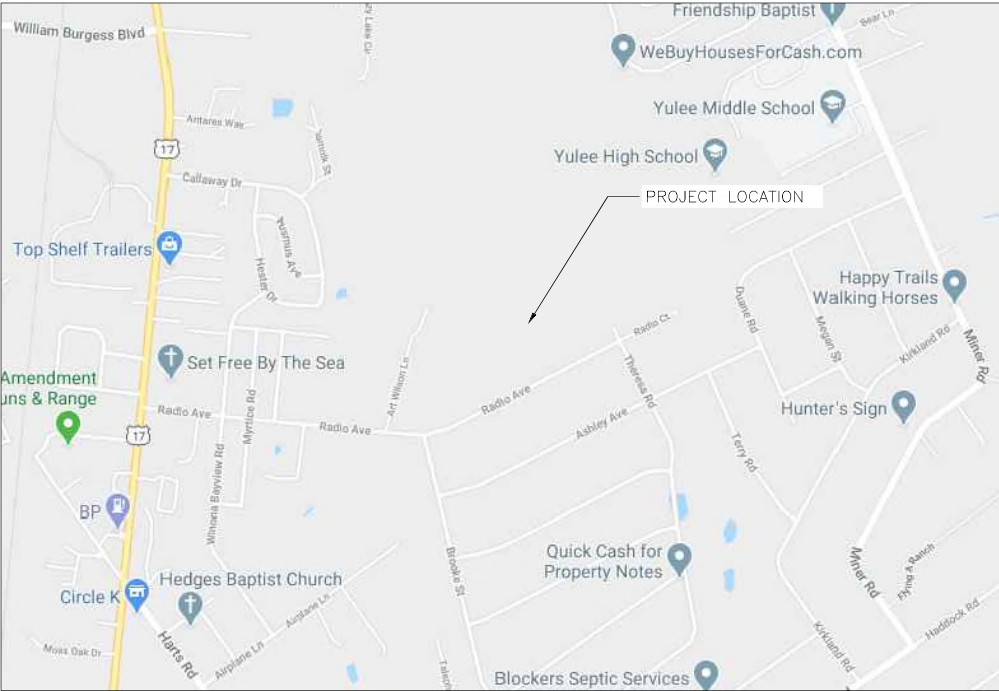 William Burgess Blvd
Friendship Baptist
Bear Ln
WeBuyHousesForCash.com
Yulee Middle School
Antares Way
17
Yulee High School
Callaway Dr
PROJECT LOCATION
Top Shelf Trailers
Hester Dr
Happy Trails
Walking Horses
Duane Rd
Megan St
Kirkland Rd
Miner Rd
Radio Ct
Set Free By The Sea
Theresa Rd
Art Wilson Ln
Amendment
uns & Range
Radio Ave
Myrtice Rd
Radio Ave
Radio Ave
Hunter's Sign
Ashley Ave
17
Terry Rd
Winona Bayview Rd
BP
Brooke St
Quick Cash for
Property Notes
Miner Rd
Flying A Ranch
Hedges Baptist Church
Circle K
Airplane Ln
Haddock Rd
Harts Rd
Moss Oak Dr
Airplane Ln
Kirkland Rd
Blockers Septic Services